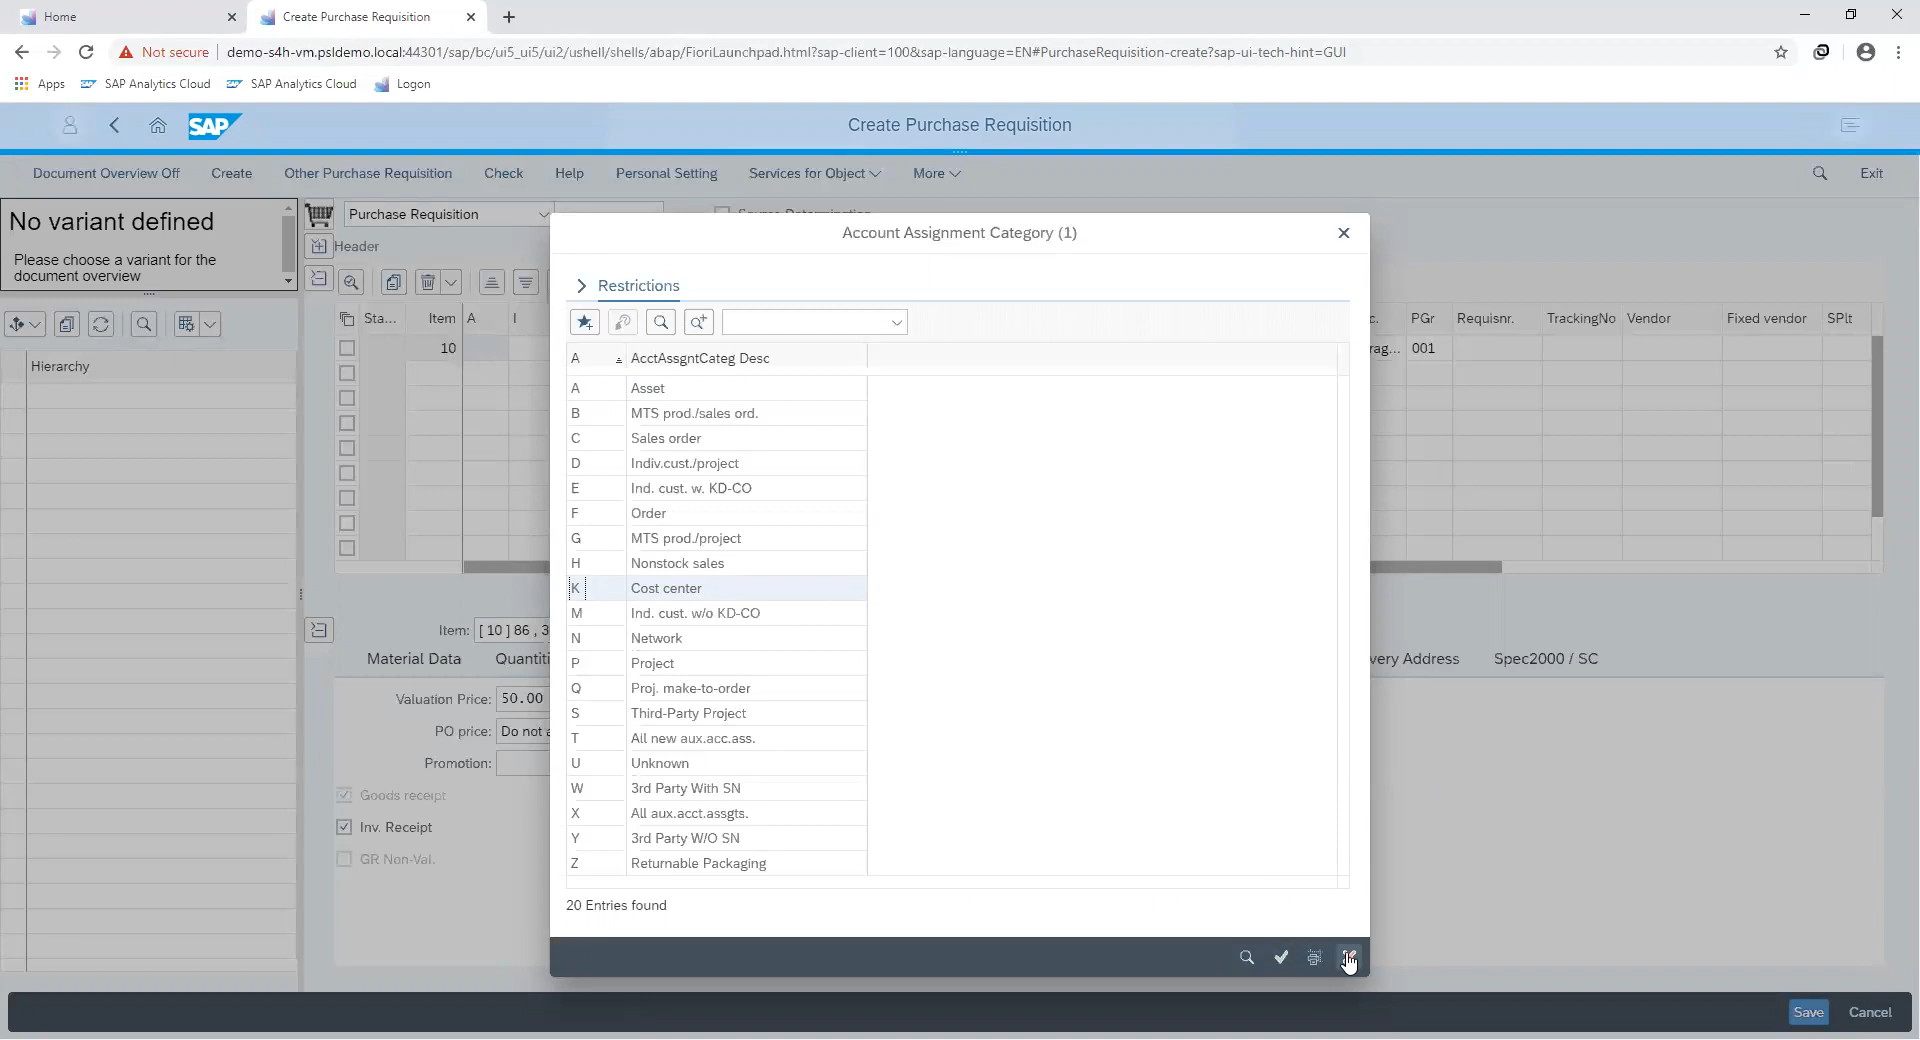 Home
Create Purchase Requisition
Not secure
demo-s4h-vm.psldemo.local:44301/sap/bc/ui5_ui5/ui2/ushell/shells/abap/FioriLaunchpad.html?sap-client=100&sap-language=EN#PurchaseRequisition-create?sap-ui-tech-hint=GUI
Apps SAP Analytics Cloud SAP Analytics Cloud Logon
SAP Create Purchase Requisition
Document Overview Off Create Other Purchase Requisition Check Help Personal Setting Services for Object More Exit
No variant defined
Please choose a variant for the
document overview
Purchase Requisition
Header
Sta... Item A I
PGr Requisnr. TrackingNo Vendor Fixed vendor SPlt
10
001
Hierarchy
Account Assignment Category (1)
Restrictions
A AcctAssgntCateg Desc
A Asset
B MTS prod./sales ord.
C Sales order
D Indiv.cust./project
E Ind. cust. w. KD-CO
F Order
G MTS prod./project
H Nonstock sales
K Cost center
M Ind. cust. w/o KD-CO
N Network
P Project
Q Proj. make-to-order
S Third-Party Project
T All new aux.acc.ass.
U Unknown
W 3rd Party With SN
X All aux.acct.assgts.
Y 3rd Party W/O SN
Z Returnable Packaging
20 Entries found
Item: [ 10 ] 86 , 3
Material Data
very Address Spec2000 / SC
Valuation Price: 50.00
PO price: Do not
Promotion:
Goods receipt
Inv. Receipt
GR Non-Val.
Save Cancel